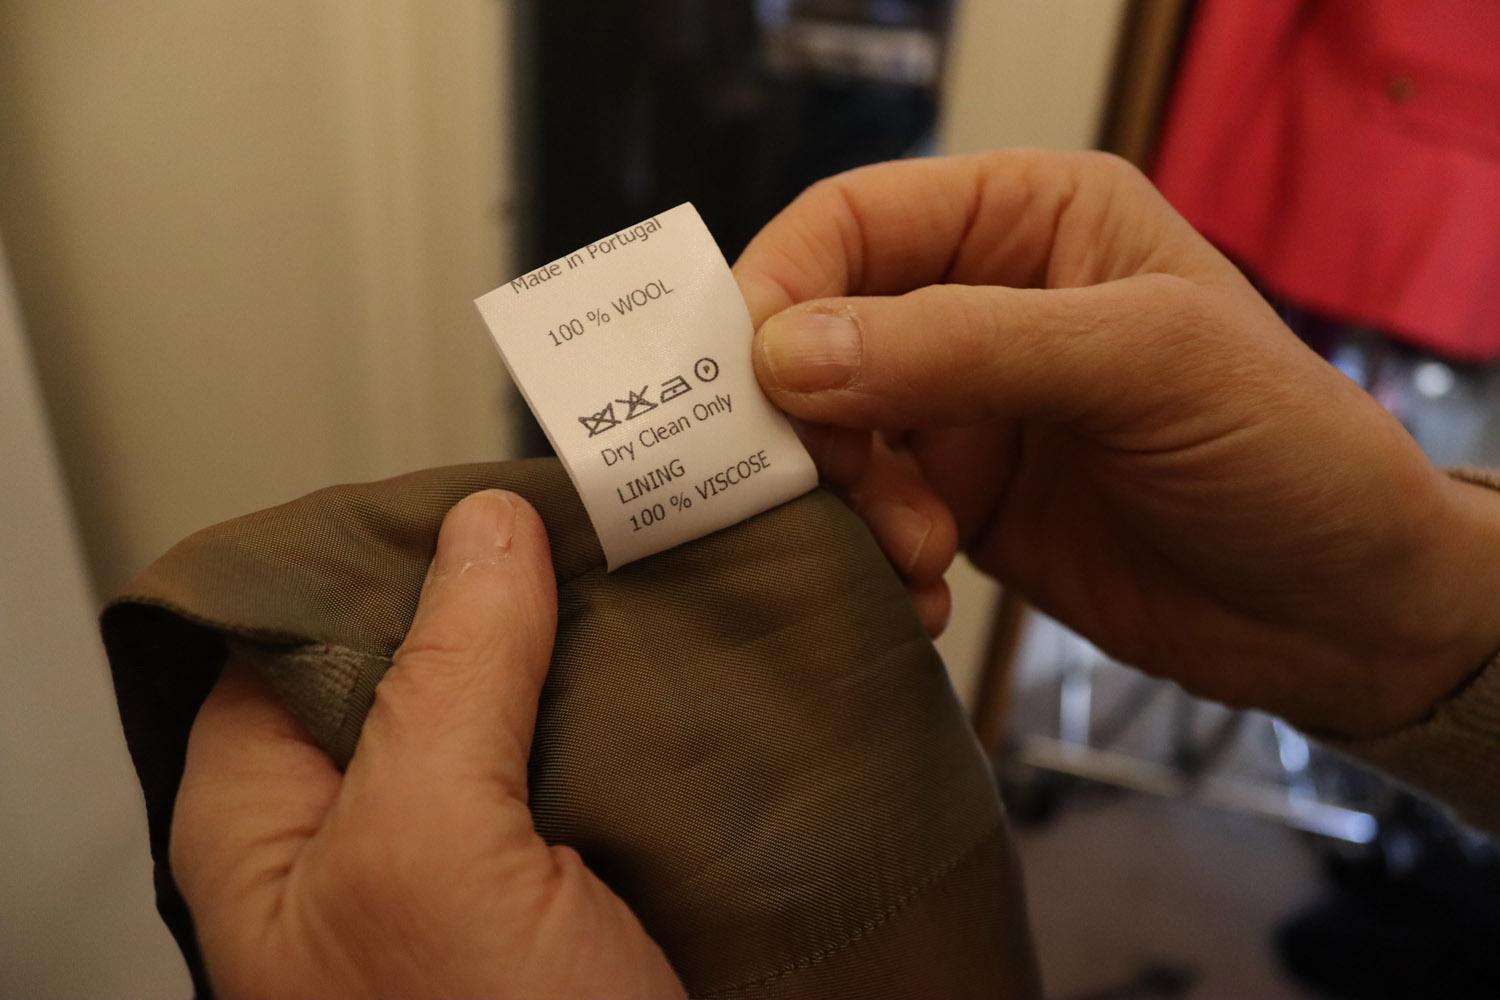 Made in Portugal
100 % WOOL
P
Dry Clean Only
LINING
100 % VISCOSE